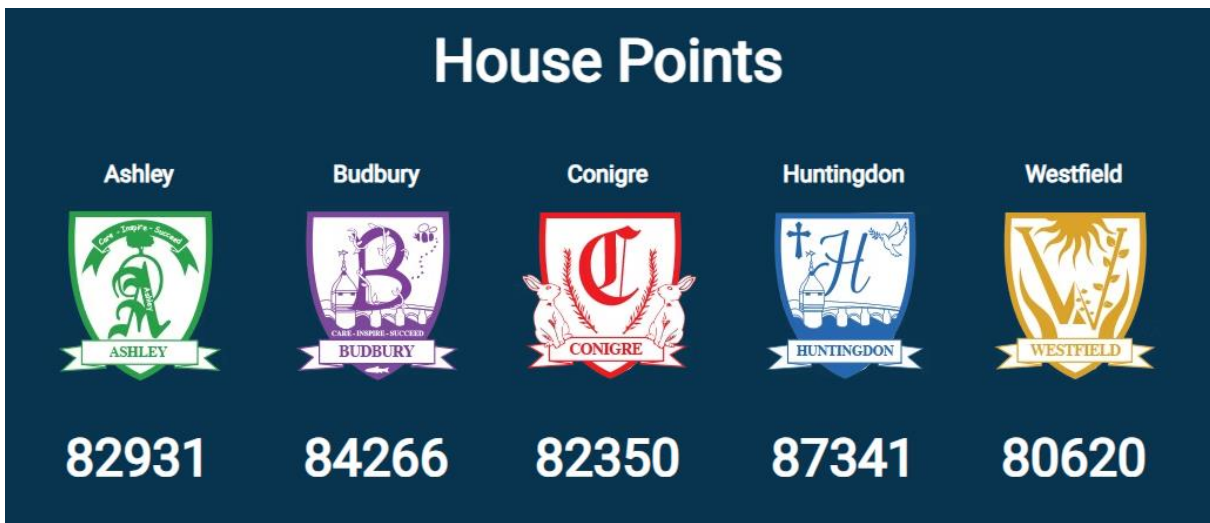 House Points
Ashley
Budbury
Conigre
Huntingdon
Westfield
Care - Inspire - Succeed
A
Ashley
ASHLEY
B
CARE - INSPIRE - SUCCEED
BUDBURY
C
CONIGRE
H
HUNTINGDON
W
WESTFIELD
82931
84266
82350
87341
80620